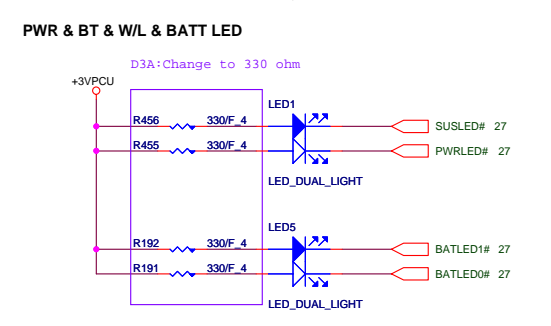 PWR & BT & W/L & BATT LED
D3A:Change to 330 ohm
+3VPCU
LED1
R456 330/F_4 SUSLED# 27
R455 330/F_4 PWRLED# 27
LED_DUAL_LIGHT
LED5
R192 330/F_4 BATLED1# 27
R191 330/F_4 BATLED0# 27
LED_DUAL_LIGHT